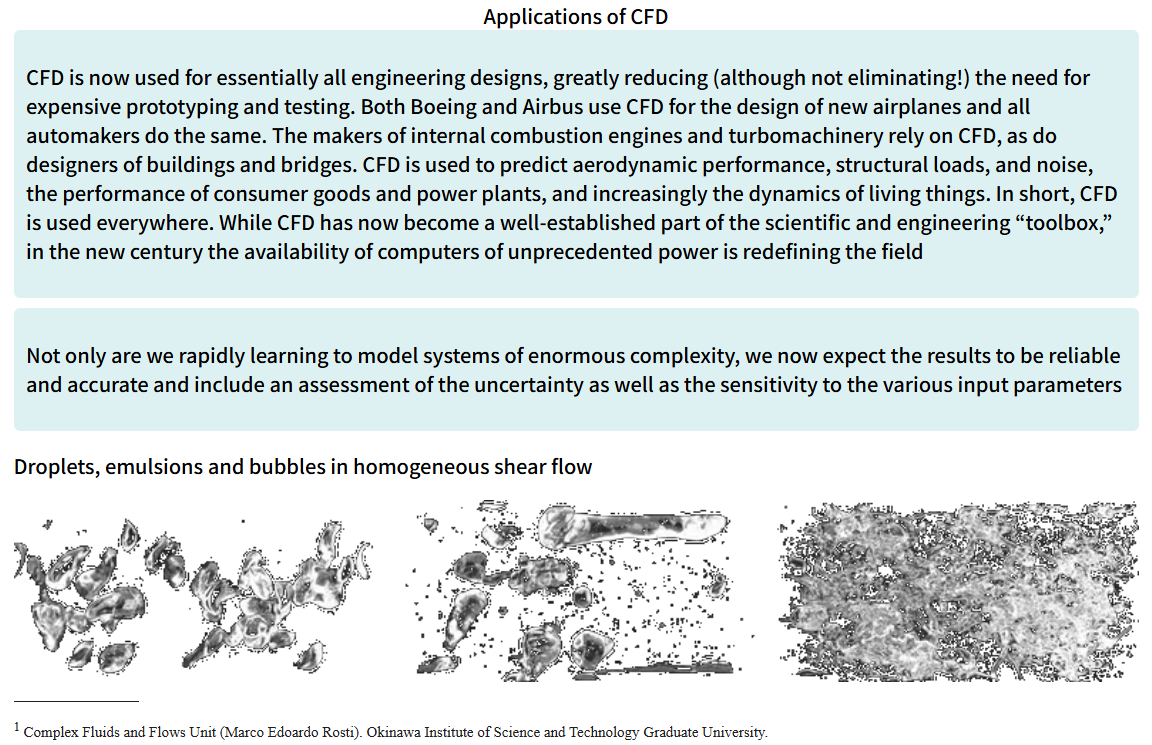 Applications of CFD
CFD is now used for essentially all engineering designs, greatly reducing (although not eliminating!) the need for
expensive prototyping and testing. Both Boeing and Airbus use CFD for the design of new airplanes and all
automakers do the same. The makers of internal combustion engines and turbomachinery rely on CFD, as do
designers of buildings and bridges. CFD is used to predict aerodynamic performance, structural loads, and noise,
the performance of consumer goods and power plants, and increasingly the dynamics of living things. In short, CFD
is used everywhere. While CFD has now become a well-established part of the scientific and engineering “toolbox,”
in the new century the availability of computers of unprecedented power is redefining the field
Not only are we rapidly learning to model systems of enormous complexity, we now expect the results to be reliable
and accurate and include an assessment of the uncertainty as well as the sensitivity to the various input parameters
Droplets, emulsions and bubbles in homogeneous shear flow
1 Complex Fluids and Flows Unit (Marco Edoardo Rosti). Okinawa Institute of Science and Technology Graduate University.